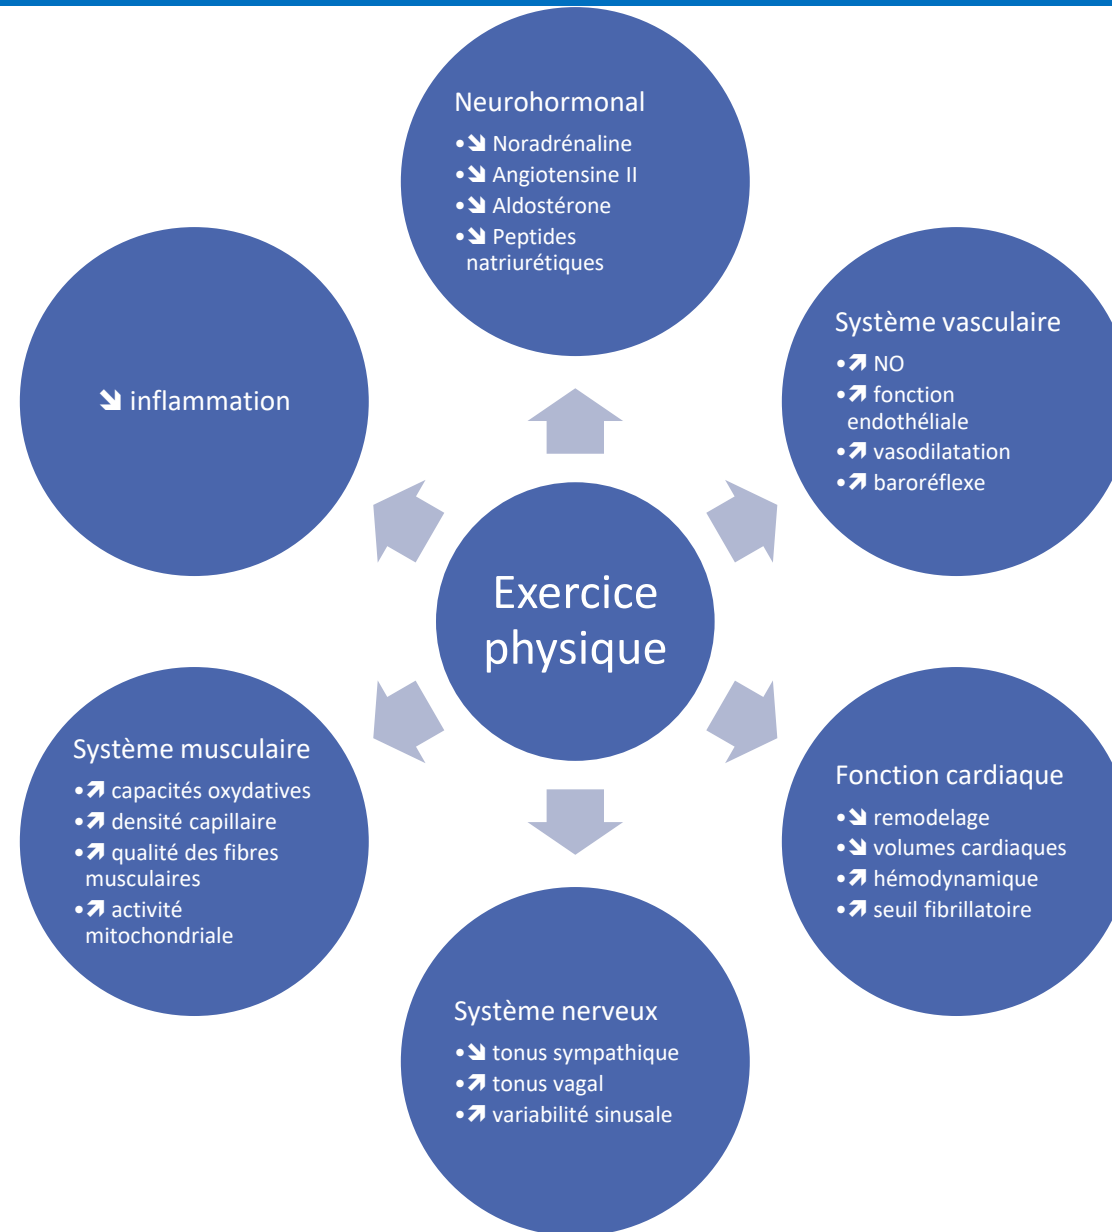 Neurohormonal
•⬊ Noradrénaline
•⬊ Angiotensine II
•⬊ Aldostérone
•⬊ Peptides
natriurétiques
Système vasculaire
•⬈ NO
•⬈ fonction
endothéliale
•⬈ vasodilatation
•⬈ baroréflexe
⬊ inflammation
Exercice
physique
Système musculaire
•⬈ capacités oxydatives
•⬈ densité capillaire
•⬈ qualité des fibres
musculaires
•⬈ activité
mitochondriale
Fonction cardiaque
•⬊ remodelage
•⬊ volumes cardiaques
•⬈ hémodynamique
•⬈ seuil fibrillatoire
Système nerveux
•⬊ tonus sympathique
•⬈ tonus vagal
•⬈ variabilité sinusale